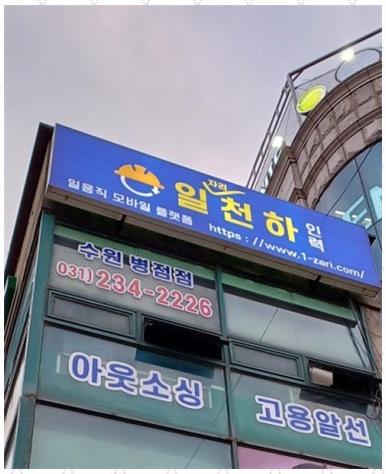 일자리천하인력
일용직 모바일 플랫폼 https://www.1-zari.com/
수원 병점점
031) 234-2226
아웃소싱
고용알선